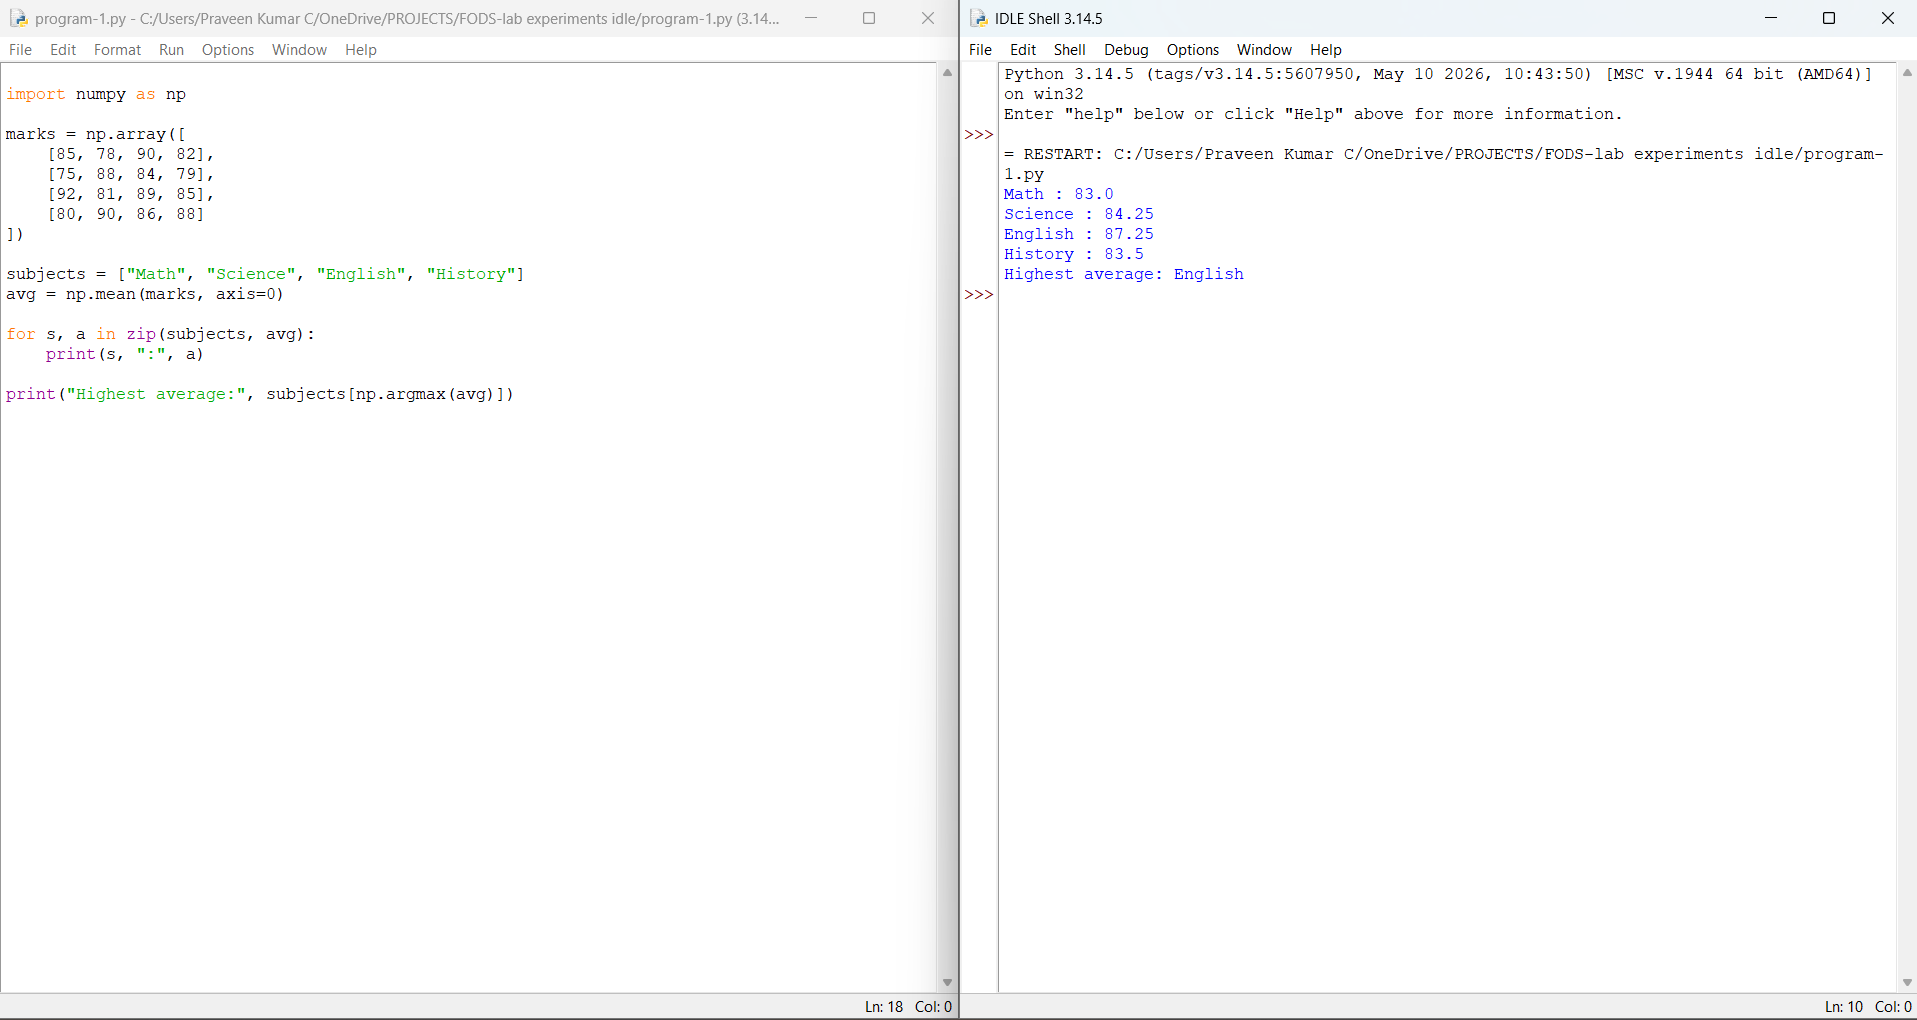 program-1.py - C:/Users/Praveen Kumar C/OneDrive/PROJECTS/FODS-lab experiments idle/program-1.py (3.14...
File Edit Format Run Options Window Help
import numpy as np
marks = np.array([
    [85, 78, 90, 82],
    [75, 88, 84, 79],
    [92, 81, 89, 85],
    [80, 90, 86, 88]
])
subjects = ["Math", "Science", "English", "History"]
avg = np.mean(marks, axis=0)
for s, a in zip(subjects, avg):
    print(s, ":", a)
print("Highest average:", subjects[np.argmax(avg)])
Ln: 18 Col: 0
IDLE Shell 3.14.5
File Edit Shell Debug Options Window Help
Python 3.14.5 (tags/v3.14.5:5607950, May 10 2026, 10:43:50) [MSC v.1944 64 bit (AMD64)]
on win32
Enter "help" below or click "Help" above for more information.
>>>
= RESTART: C:/Users/Praveen Kumar C/OneDrive/PROJECTS/FODS-lab experiments idle/program-
1.py
Math : 83.0
Science : 84.25
English : 87.25
History : 83.5
Highest average: English
>>>
Ln: 10 Col: 0